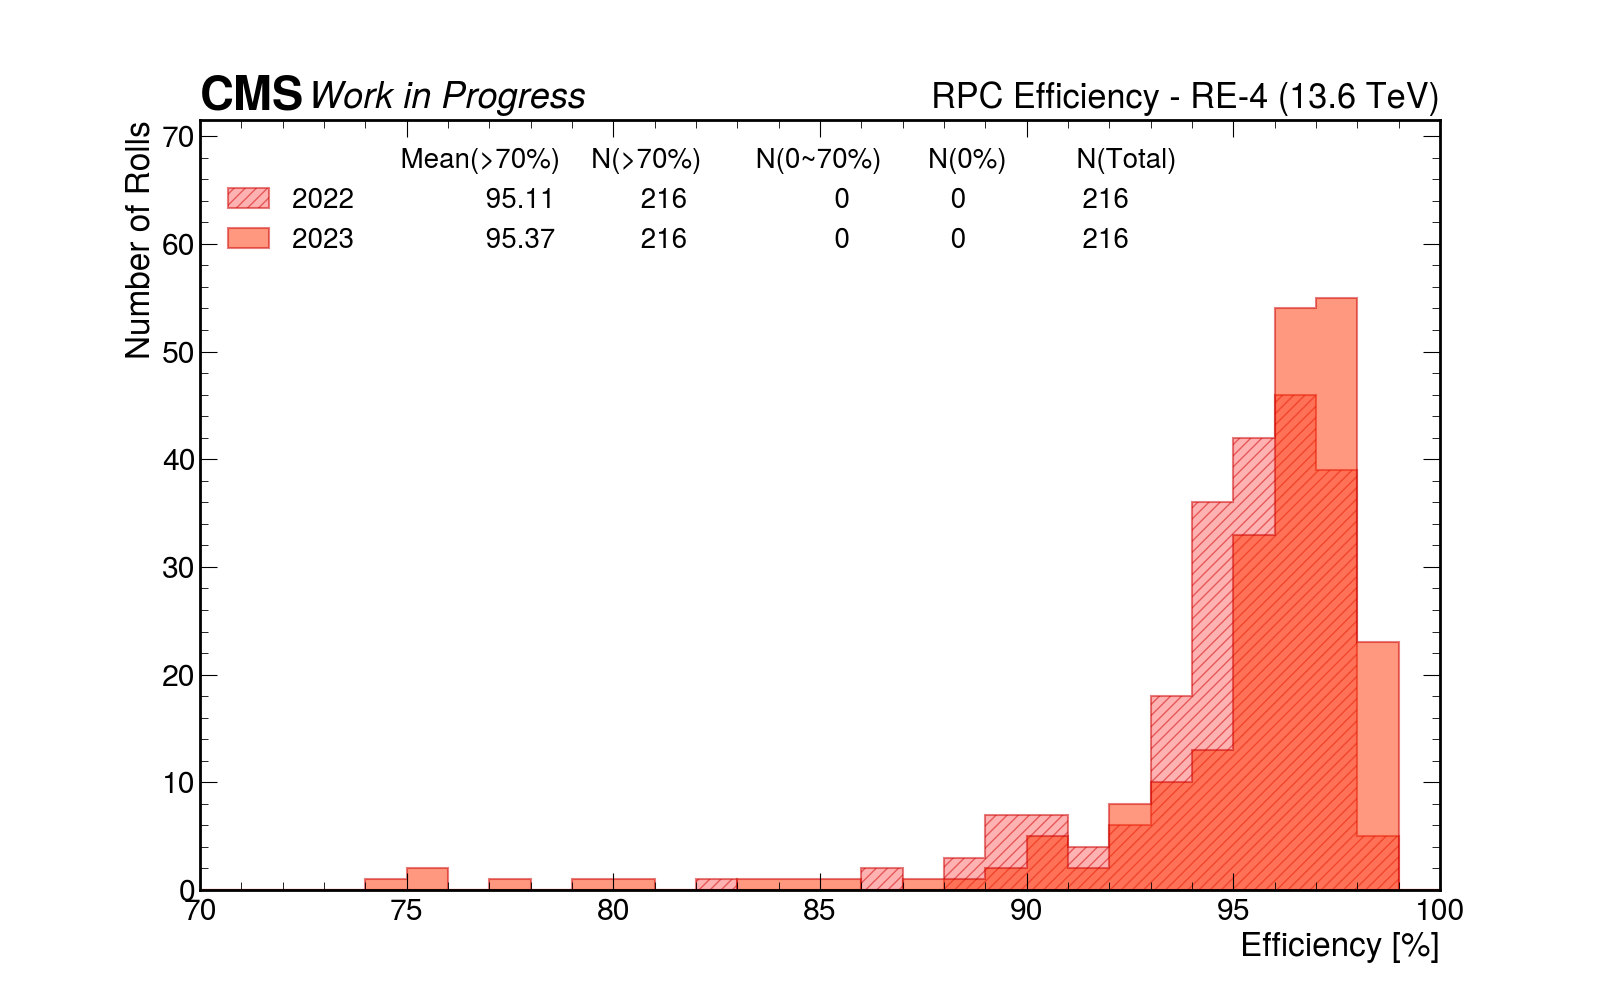 CMS Work in Progress RPC Efficiency - RE-4 (13.6 TeV)
Number of Rolls
Mean(>70%) N(>70%) N(0~70%) N(0%) N(Total)
2022 95.11 216 0 0 216
2023 95.37 216 0 0 216
70
60
50
40
30
20
10
0
70 75 80 85 90 95 100
Efficiency [%]